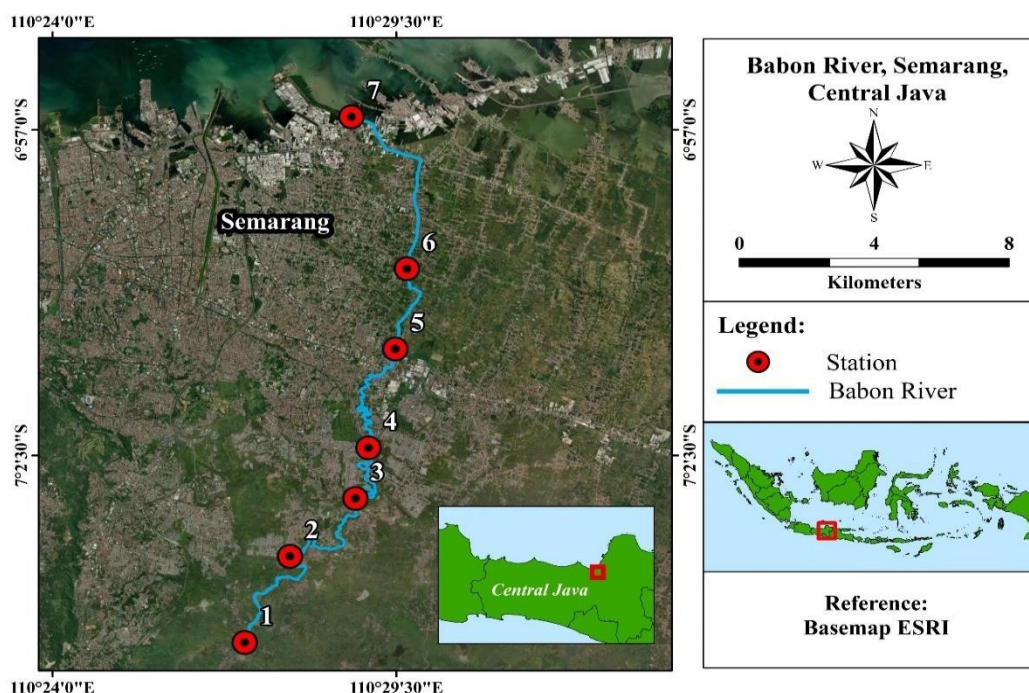 110°24'0"E
110°29'30"E
6°57'0"S
7°2'30"S
7
Semarang
6
5
4
3
2
1
Central Java
110°24'0"E
110°29'30"E
6°57'0"S
7°2'30"S
Babon River, Semarang,
Central Java
N
W
E
S
0
4
8
Kilometers
Legend:
Station
Babon River
Reference:
Basemap ESRI